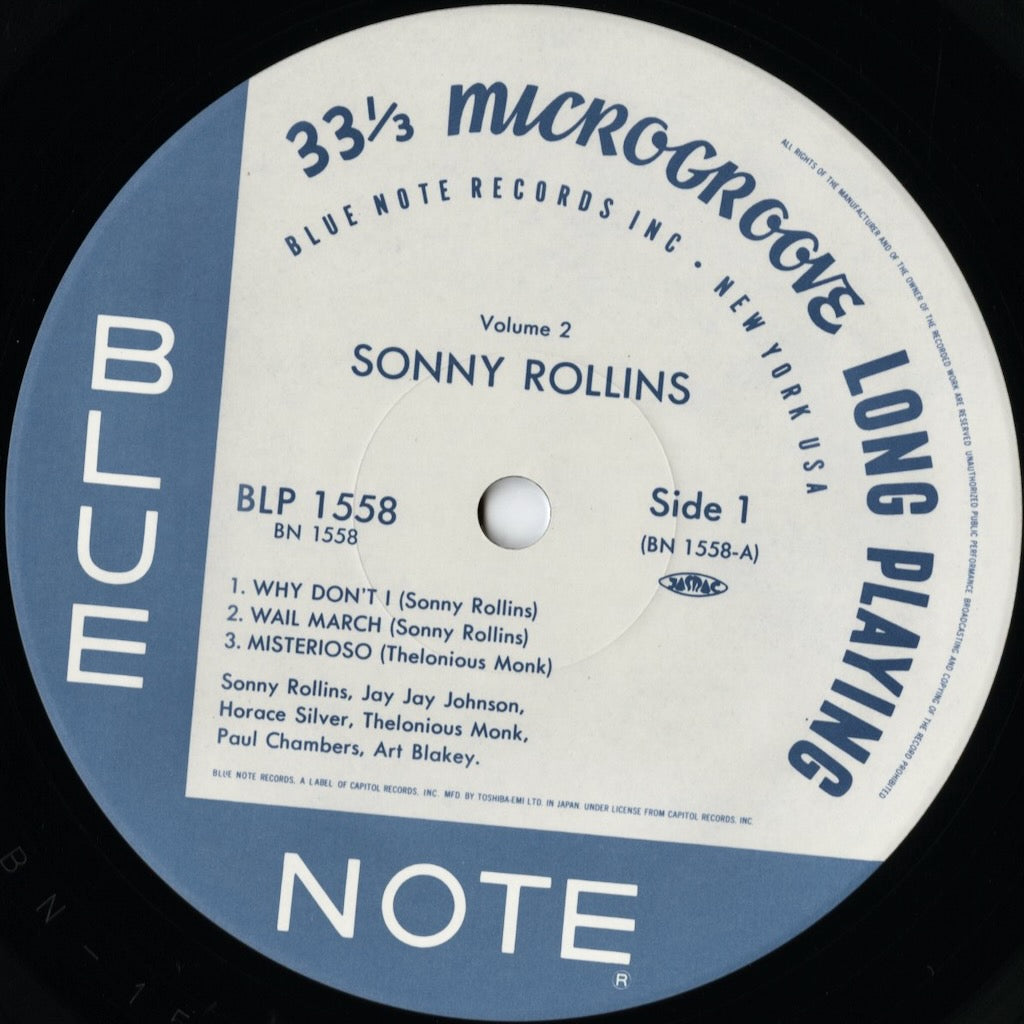 33⅓ MICROGROOVE LONG PLAYING
BLUE NOTE RECORDS INC · NEW YORK USA
ALL RIGHTS OF THE MANUFACTURER AND OF THE OWNER OF THE RECORDED WORK ARE RESERVED UNAUTHORIZED PUBLIC PERFORMANCE BROADCASTING AND COPYING OF THE RECORD PROHIBITED
Volume 2
SONNY ROLLINS
BLP 1558
BN 1558
Side 1
(BN 1558-A)
JASRAC
1. WHY DON'T I (Sonny Rollins)
2. WAIL MARCH (Sonny Rollins)
3. MISTERIOSO (Thelonious Monk)
Sonny Rollins, Jay Jay Johnson,
Horace Silver, Thelonious Monk,
Paul Chambers, Art Blakey.
BLUE NOTE RECORDS, A LABEL OF CAPITOL RECORDS, INC. MFD. BY TOSHIBA-EMI LTD. IN JAPAN. UNDER LICENSE FROM CAPITOL RECORDS, INC.
BLUE
NOTE
®